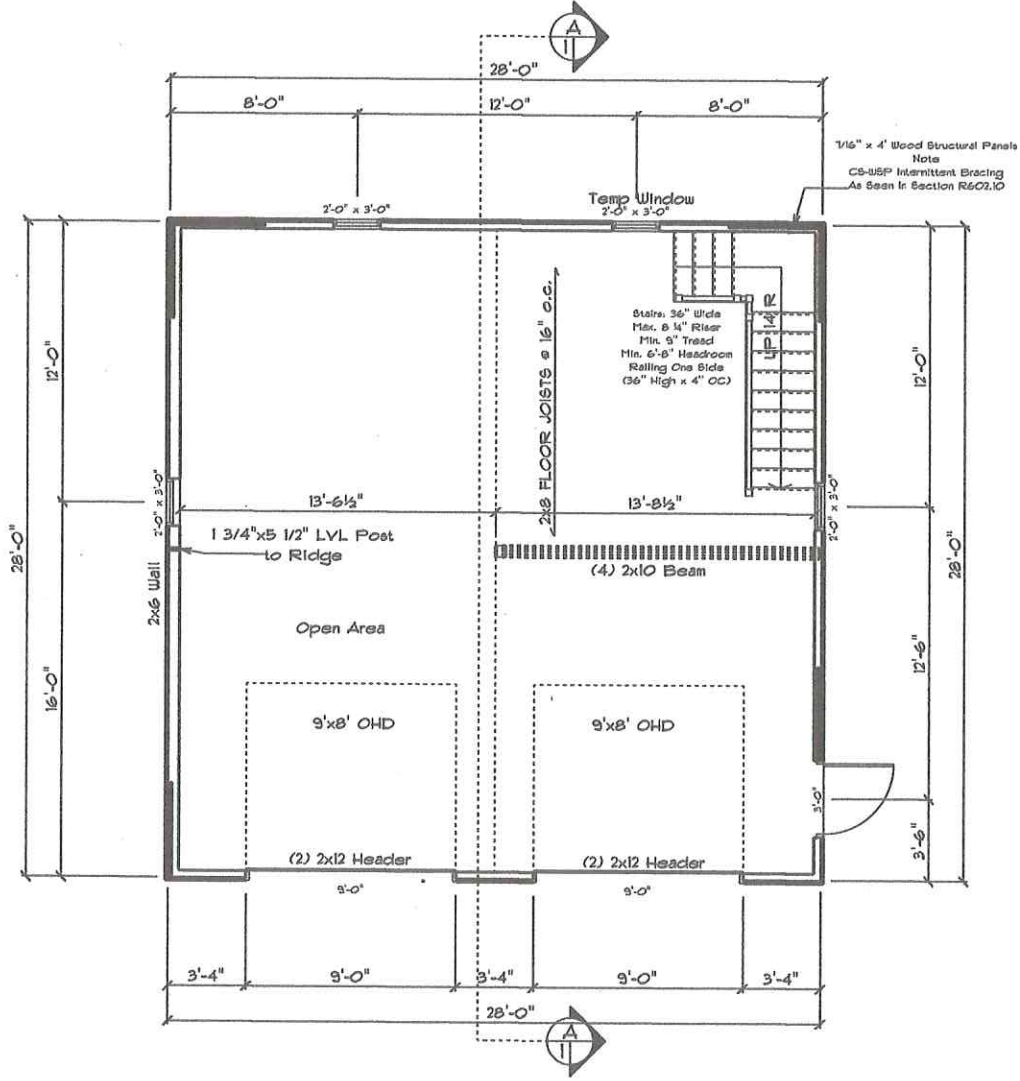 A
1
28'-0"
8'-0"
12'-0"
8'-0"
7/16" x 4' Wood Structural Panels
Note
CS-WSP Intermittent Bracing
As Seen In Section R602.10
Temp Window
2'-0" x 3'-0"
2'-0" x 3'-0"
Stairs: 36" Wide
Max. 8 1/4" Riser
Min. 9" Tread
Min. 6'-8" Headroom
Railing One Side
(36" High x 4" OC)
UP 14 R
2x8 FLOOR JOISTS @ 16" o.c.
12'-0"
12'-0"
28'-0"
28'-0"
2'-0" x 3'-0"
2'-0" x 3'-0"
13'-6½"
13'-8½"
1 3/4"x5 1/2" LVL Post
to Ridge
(4) 2x10 Beam
2x6 Wall
Open Area
16'-0"
12'-6"
9'x8' OHD
9'x8' OHD
3'-0"
3'-6"
(2) 2x12 Header
(2) 2x12 Header
9'-0"
9'-0"
3'-4"
9'-0"
3'-4"
9'-0"
3'-4"
28'-0"
A
1